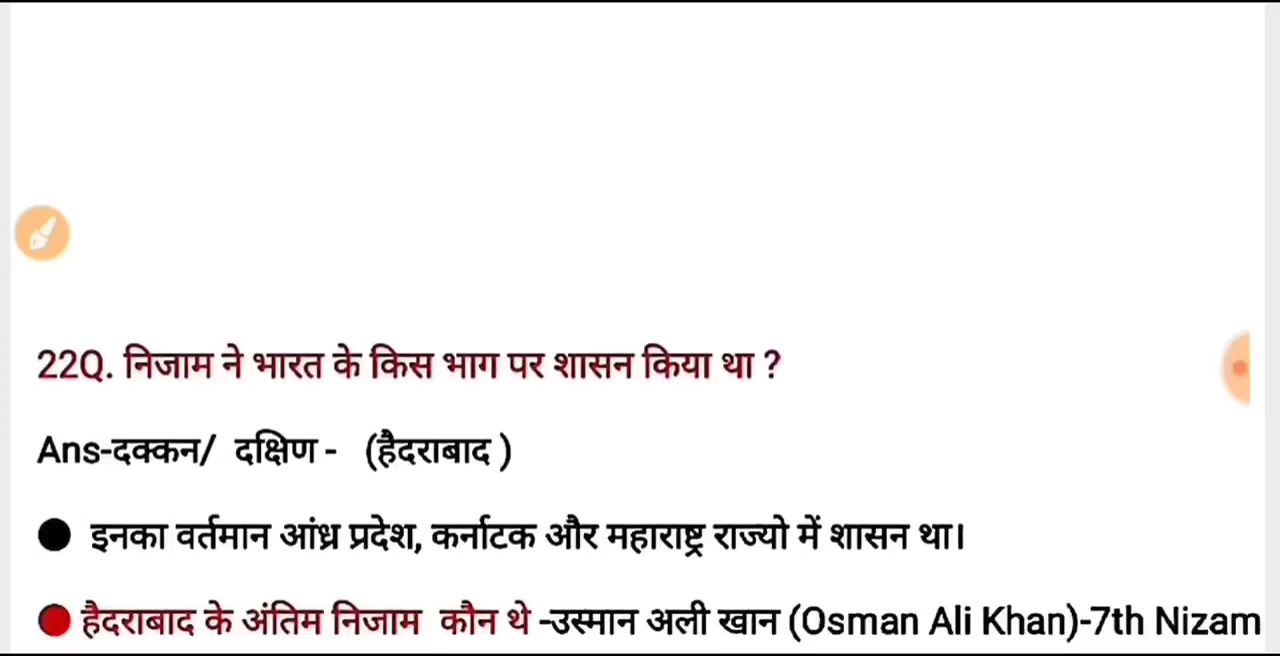 22Q. निजाम ने भारत के किस भाग पर शासन किया था ?
Ans-दक्कन/ दक्षिण - (हैदराबाद )
● इनका वर्तमान आंध्र प्रदेश, कर्नाटक और महाराष्ट्र राज्यो में शासन था।
● हैदराबाद के अंतिम निजाम कौन थे -उस्मान अली खान (Osman Ali Khan)-7th Nizam